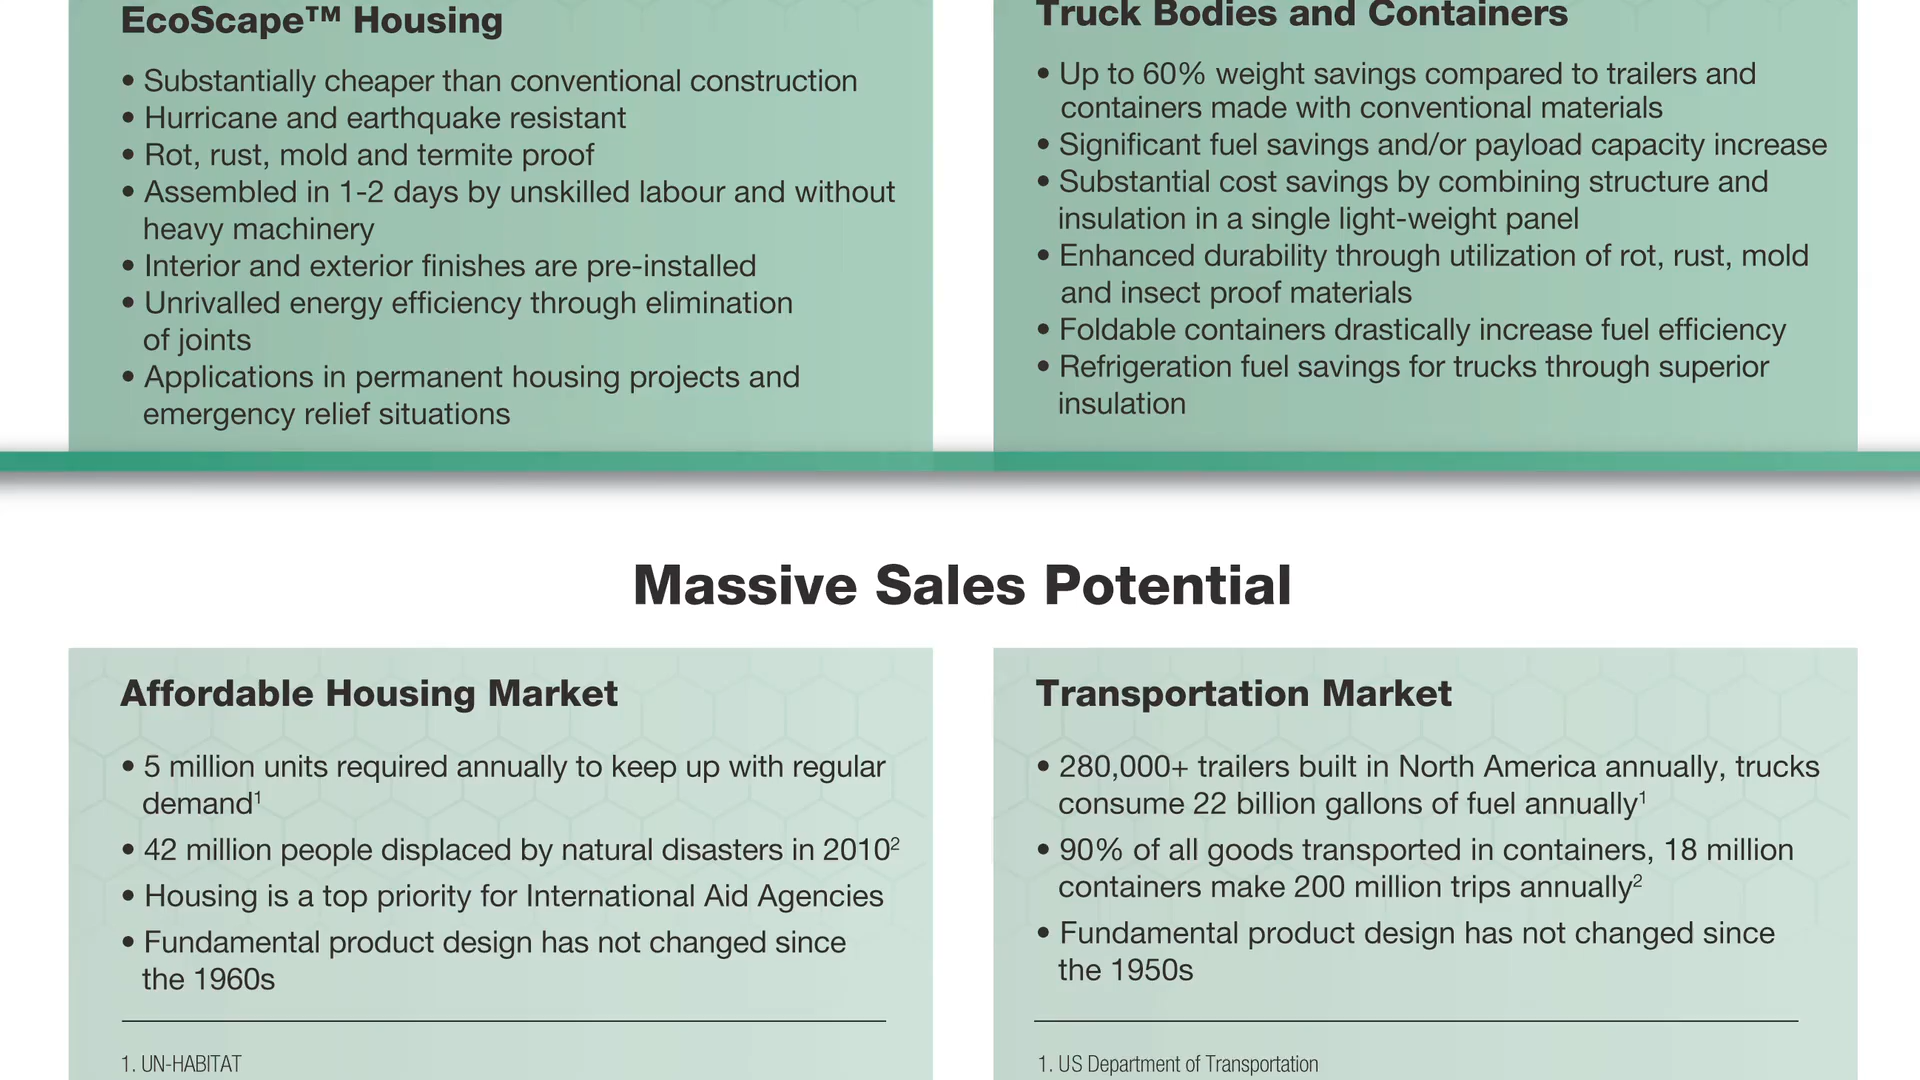 EcoScape™ Housing
• Substantially cheaper than conventional construction
• Hurricane and earthquake resistant
• Rot, rust, mold and termite proof
• Assembled in 1-2 days by unskilled labour and without
heavy machinery
• Interior and exterior finishes are pre-installed
• Unrivalled energy efficiency through elimination
of joints
• Applications in permanent housing projects and
emergency relief situations
Truck Bodies and Containers
• Up to 60% weight savings compared to trailers and
containers made with conventional materials
• Significant fuel savings and/or payload capacity increase
• Substantial cost savings by combining structure and
insulation in a single light-weight panel
• Enhanced durability through utilization of rot, rust, mold
and insect proof materials
• Foldable containers drastically increase fuel efficiency
• Refrigeration fuel savings for trucks through superior
insulation
Massive Sales Potential
Affordable Housing Market
• 5 million units required annually to keep up with regular
demand¹
• 42 million people displaced by natural disasters in 2010²
• Housing is a top priority for International Aid Agencies
• Fundamental product design has not changed since
the 1960s
1. UN-HABITAT
Transportation Market
• 280,000+ trailers built in North America annually, trucks
consume 22 billion gallons of fuel annually¹
• 90% of all goods transported in containers, 18 million
containers make 200 million trips annually²
• Fundamental product design has not changed since
the 1950s
1. US Department of Transportation